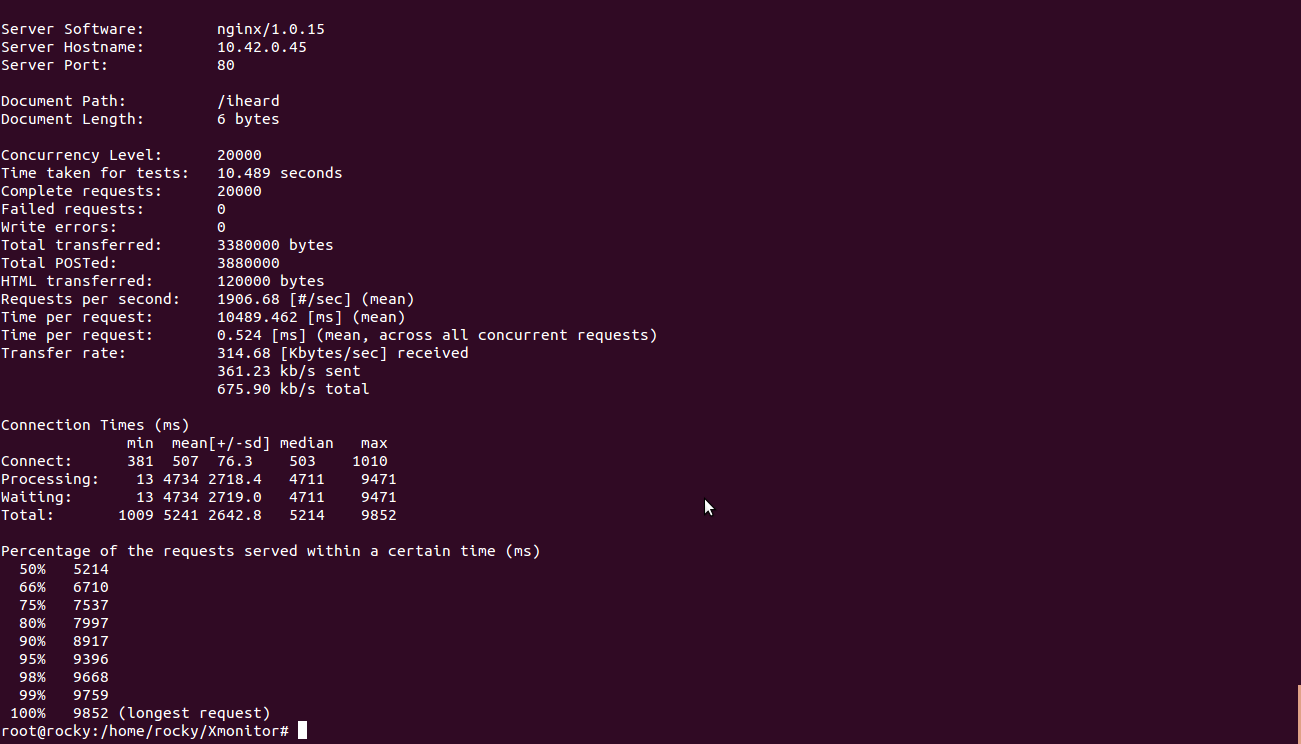 Server Software:        nginx/1.0.15
Server Hostname:        10.42.0.45
Server Port:            80

Document Path:          /iheard
Document Length:        6 bytes

Concurrency Level:      20000
Time taken for tests:   10.489 seconds
Complete requests:      20000
Failed requests:        0
Write errors:           0
Total transferred:      3380000 bytes
Total POSTed:           3880000
HTML transferred:       120000 bytes
Requests per second:    1906.68 [#/sec] (mean)
Time per request:       10489.462 [ms] (mean)
Time per request:       0.524 [ms] (mean, across all concurrent requests)
Transfer rate:          314.68 [Kbytes/sec] received
                        361.23 kb/s sent
                        675.90 kb/s total

Connection Times (ms)
              min  mean[+/-sd] median   max
Connect:      381  507  76.3    503    1010
Processing:    13 4734 2718.4   4711    9471
Waiting:       13 4734 2719.0   4711    9471
Total:       1009 5241 2642.8   5214    9852

Percentage of the requests served within a certain time (ms)
  50%   5214
  66%   6710
  75%   7537
  80%   7997
  90%   8917
  95%   9396
  98%   9668
  99%   9759
 100%   9852 (longest request)
root@rocky:/home/rocky/Xmonitor#